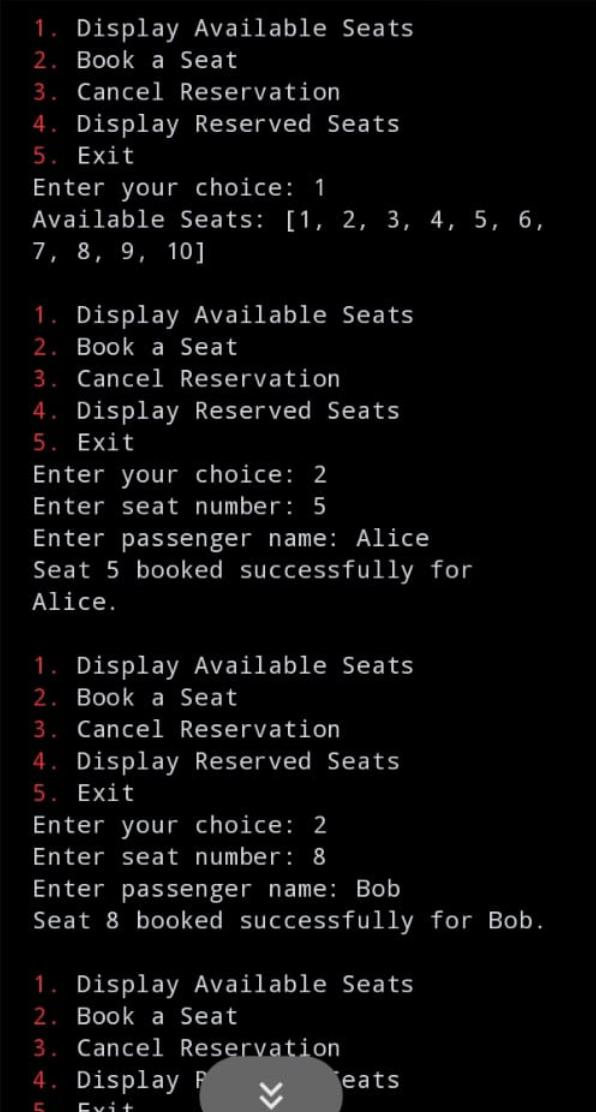 1. Display Available Seats
2. Book a Seat
3. Cancel Reservation
4. Display Reserved Seats
5. Exit
Enter your choice: 1
Available Seats: [1, 2, 3, 4, 5, 6,
7, 8, 9, 10]
1. Display Available Seats
2. Book a Seat
3. Cancel Reservation
4. Display Reserved Seats
5. Exit
Enter your choice: 2
Enter seat number: 5
Enter passenger name: Alice
Seat 5 booked successfully for
Alice.
1. Display Available Seats
2. Book a Seat
3. Cancel Reservation
4. Display Reserved Seats
5. Exit
Enter your choice: 2
Enter seat number: 8
Enter passenger name: Bob
Seat 8 booked successfully for Bob.
1. Display Available Seats
2. Book a Seat
3. Cancel Reservation
4. Display
5. Exit